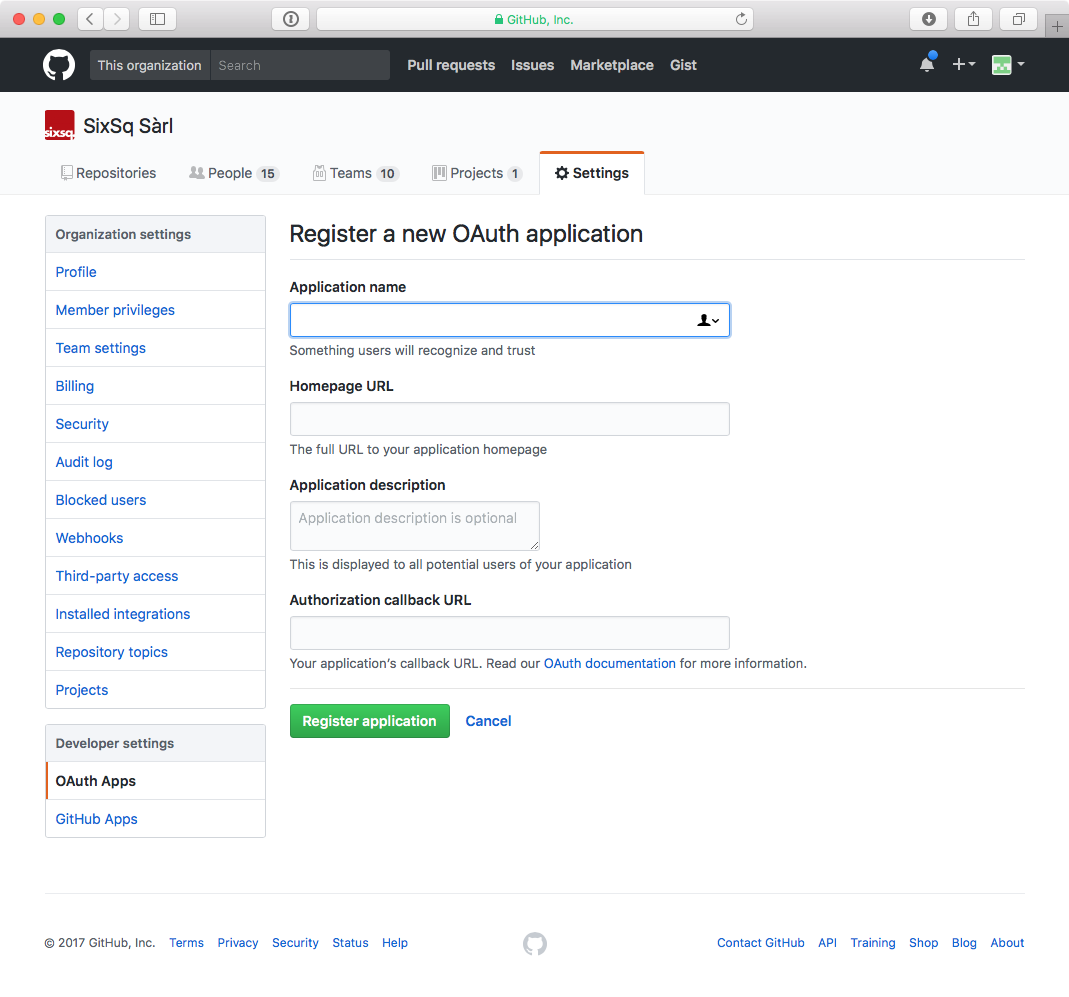 GitHub, Inc.
This organization Search Pull requests Issues Marketplace Gist
sixsq.
SixSq Sàrl
Repositories People 15 Teams 10 Projects 1 Settings
Organization settings
Profile
Member privileges
Team settings
Billing
Security
Audit log
Blocked users
Webhooks
Third-party access
Installed integrations
Repository topics
Projects
Developer settings
OAuth Apps
GitHub Apps
Register a new OAuth application
Application name
Something users will recognize and trust
Homepage URL
The full URL to your application homepage
Application description
Application description is optional
This is displayed to all potential users of your application
Authorization callback URL
Your application’s callback URL. Read our OAuth documentation for more information.
Register application Cancel
© 2017 GitHub, Inc. Terms Privacy Security Status Help Contact GitHub API Training Shop Blog About